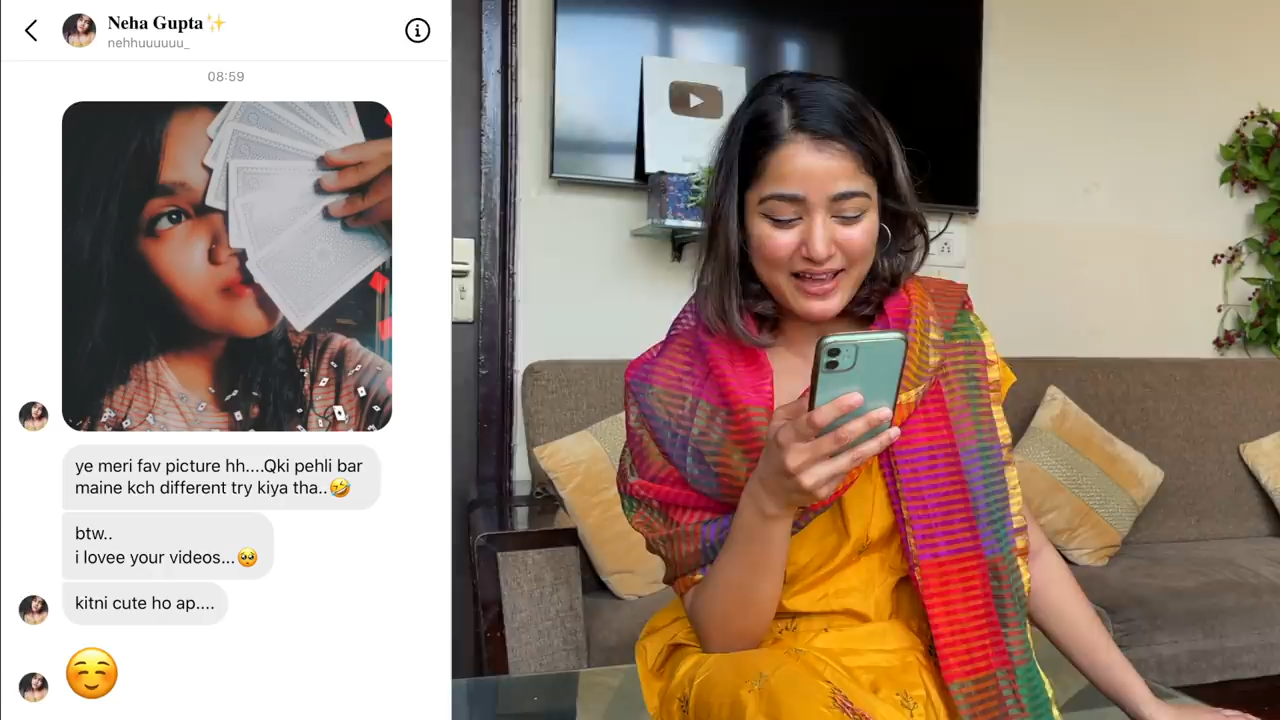 Neha Gupta✨
nehhuuuuuu_
08:59
ye meri fav picture hh....Qki pehli bar
maine kch different try kiya tha..🤣
btw..
i lovee your videos...🥺
kitni cute ho ap....
☺️